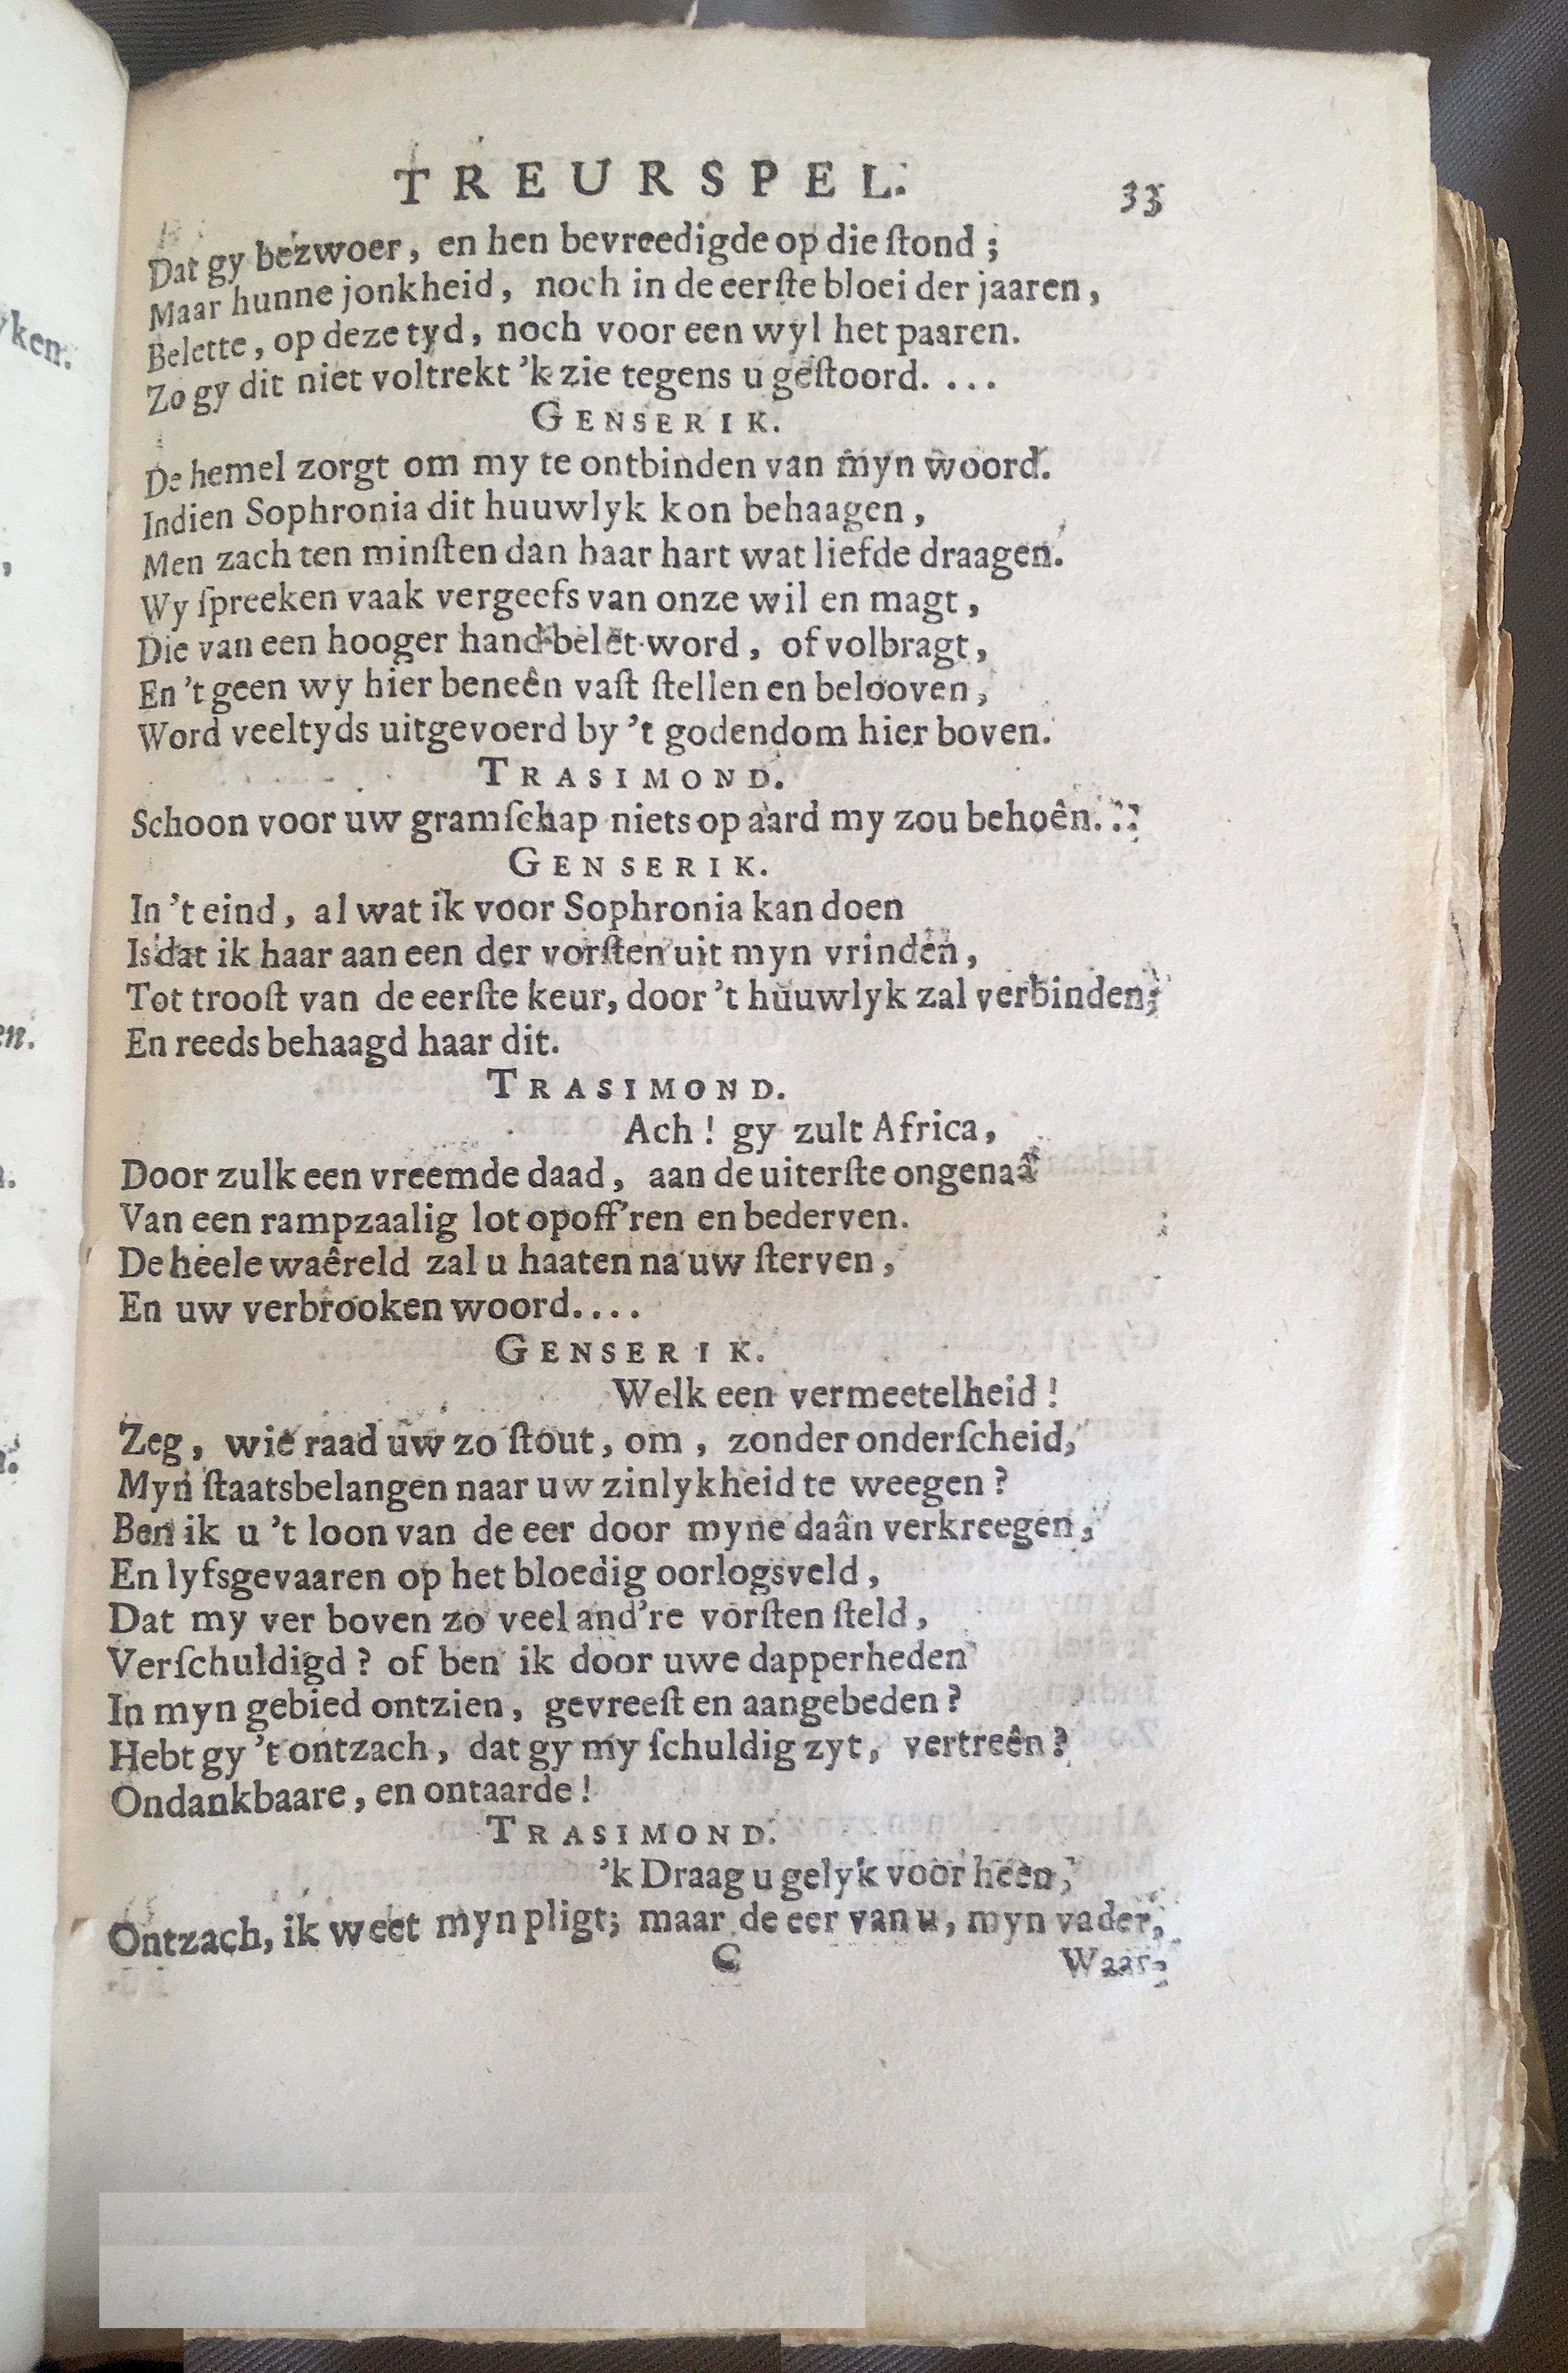 TREURSPEL. 33
Dat gy bezwoer, en hen bevreedigde op die ſtond;
Maar hunne jonkheid, noch in de eerſte bloei der jaaren,
Belette, op deze tyd, noch voor een wyl het paaren.
Zo gy dit niet voltrekt 'k zie tegens u geſtoord....
GENSERIK.
De hemel zorgt om my te ontbinden van myn woord.
Indien Sophronia dit huuwlyk kon behaagen,
Men zach ten minſten dan haar hart wat liefde draagen.
Wy ſpreeken vaak vergeefs van onze wil en magt,
Die van een hooger hand belet word, of volbragt,
En 't geen wy hier beneên vaſt ſtellen en belooven,
Word veeltyds uitgevoerd by 't godendom hier boven.
TRASIMOND.
Schoon voor uw gramſchap niets op aard my zou behoên....
GENSERIK.
In 't eind, al wat ik voor Sophronia kan doen
Is dat ik haar aan een der vorſten uit myn vrinden,
Tot trooſt van de eerſte keur, door 't huuwlyk zal verbinden;
En reeds behaagd haar dit.
TRASIMOND.
Ach! gy zult Africa,
Door zulk een vreemde daad, aan de uiterſte ongenaâ
Van een rampzaalig lot opoff'ren en bederven.
De heele waêreld zal u haaten na uw ſterven,
En uw verbrooken woord....
GENSERIK.
Welk een vermeetelheid!
Zeg, wie raad uw zo ſtout, om, zonder onderſcheid,
Myn ſtaatsbelangen naar uw zinlykheid te weegen?
Ben ik u 't loon van de eer door myne daân verkreegen,
En lyfsgevaaren op het bloedig oorlogsveld,
Dat my ver boven zo veel and're vorſten ſteld,
Verſchuldigd? of ben ik door uwe dapperheden
In myn gebied ontzien, gevreeſt en aangebeden?
Hebt gy 't ontzach, dat gy my ſchuldig zyt, vertreên?
Ondankbaare, en ontaarde!
TRASIMOND.
'k Draag u gelyk voor heen,
Ontzach, ik weet myn pligt; maar de eer van u, myn vader,
C Waar-
yken.
,
en.